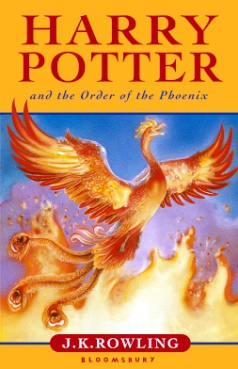 HARRY
POTTER
and the Order of the Phoenix
J.K.ROWLING
BLOOMSBURY